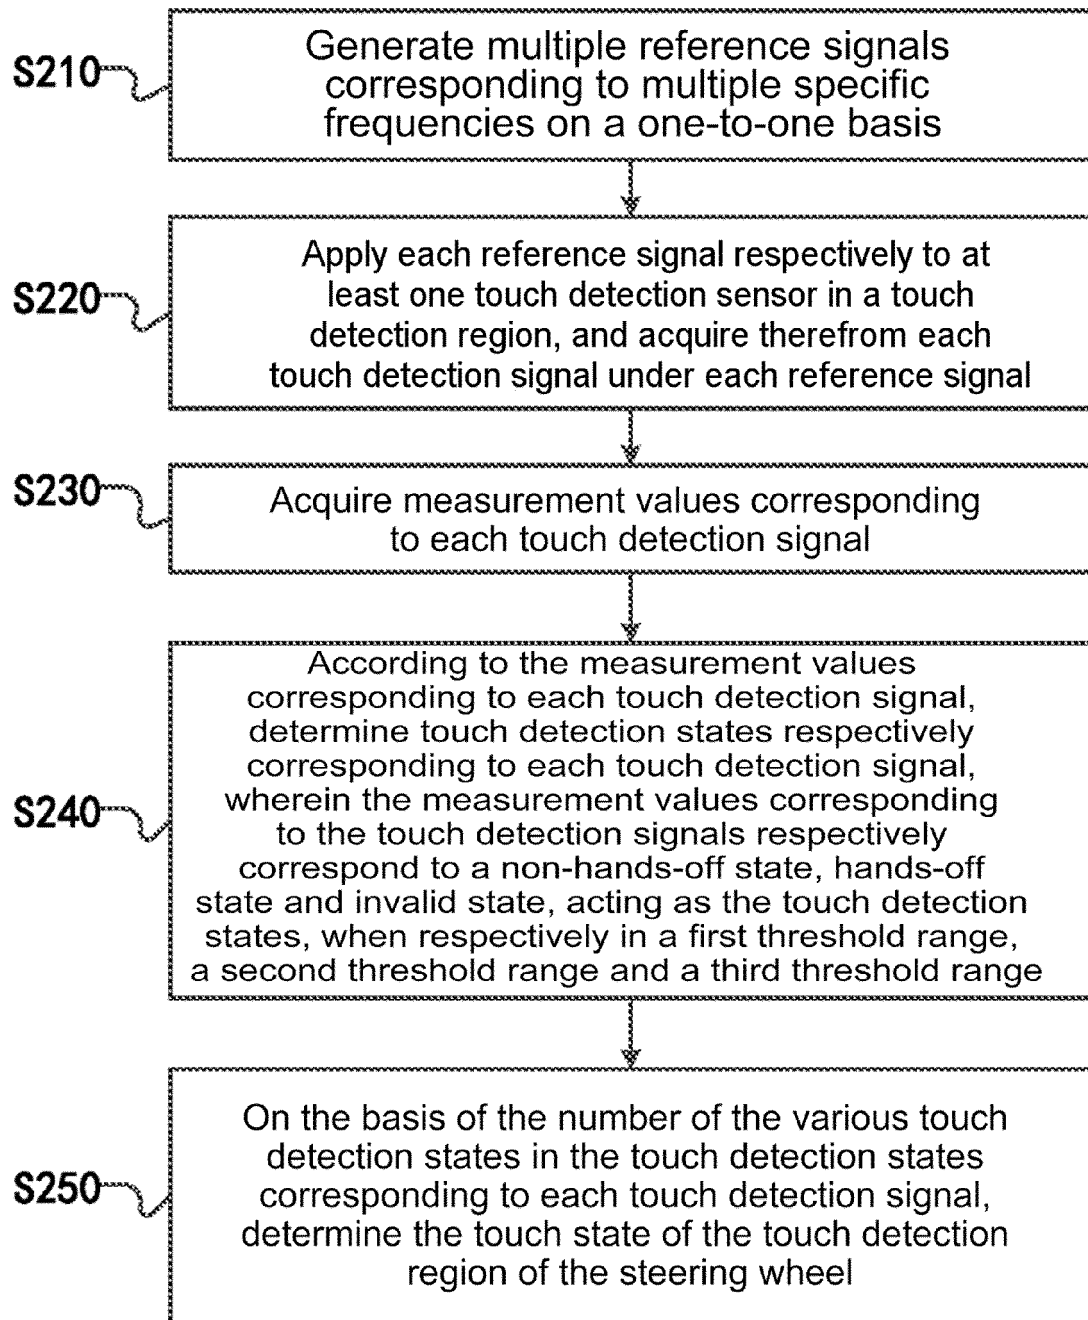 S210
Generate multiple reference signals
corresponding to multiple specific
frequencies on a one-to-one basis
S220
Apply each reference signal respectively to at
least one touch detection sensor in a touch
detection region, and acquire therefrom each
touch detection signal under each reference signal
S230
Acquire measurement values corresponding
to each touch detection signal
S240
According to the measurement values
corresponding to each touch detection signal,
determine touch detection states respectively
corresponding to each touch detection signal,
wherein the measurement values corresponding
to the touch detection signals respectively
correspond to a non-hands-off state, hands-off
state and invalid state, acting as the touch detection
states, when respectively in a first threshold range,
a second threshold range and a third threshold range
S250
On the basis of the number of the various touch
detection states in the touch detection states
corresponding to each touch detection signal,
determine the touch state of the touch detection
region of the steering wheel